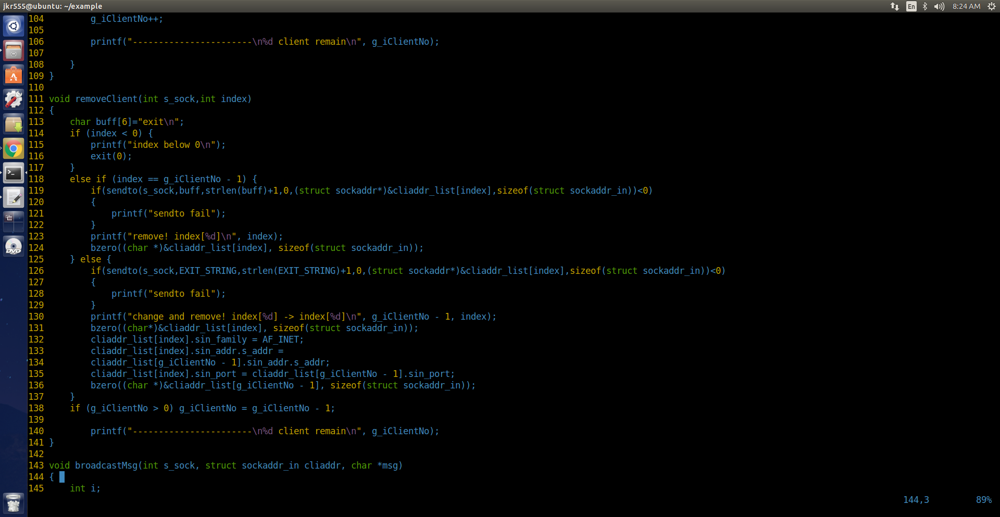 jkr555@ubuntu: ~/example
En
8:24 AM
104         g_iClientNo++;
105
106         printf("-----------------------\n%d client remain\n", g_iClientNo);
107
108     }
109 }
110
111 void removeClient(int s_sock,int index)
112 {
113     char buff[6]="exit\n";
114     if (index < 0) {
115         printf("index below 0\n");
116         exit(0);
117     }
118     else if (index == g_iClientNo - 1) {
119         if(sendto(s_sock,buff,strlen(buff)+1,0,(struct sockaddr*)&cliaddr_list[index],sizeof(struct sockaddr_in))<0)
120         {
121             printf("sendto fail");
122         }
123         printf("remove! index[%d]\n", index);
124         bzero((char *)&cliaddr_list[index], sizeof(struct sockaddr_in));
125     } else {
126         if(sendto(s_sock,EXIT_STRING,strlen(EXIT_STRING)+1,0,(struct sockaddr*)&cliaddr_list[index],sizeof(struct sockaddr_in))<0)
127         {
128             printf("sendto fail");
129         }
130         printf("change and remove! index[%d] -> index[%d]\n", g_iClientNo - 1, index);
131         bzero((char*)&cliaddr_list[index], sizeof(struct sockaddr_in));
132         cliaddr_list[index].sin_family = AF_INET;
133         cliaddr_list[index].sin_addr.s_addr =
134         cliaddr_list[g_iClientNo - 1].sin_addr.s_addr;
135         cliaddr_list[index].sin_port = cliaddr_list[g_iClientNo - 1].sin_port;
136         bzero((char *)&cliaddr_list[g_iClientNo - 1], sizeof(struct sockaddr_in));
137     }
138     if (g_iClientNo > 0) g_iClientNo = g_iClientNo - 1;
139
140         printf("-----------------------\n%d client remain\n", g_iClientNo);
141 }
142
143 void broadcastMsg(int s_sock, struct sockaddr_in cliaddr, char *msg)
144 {
145     int i;
144,3         89%
DVD